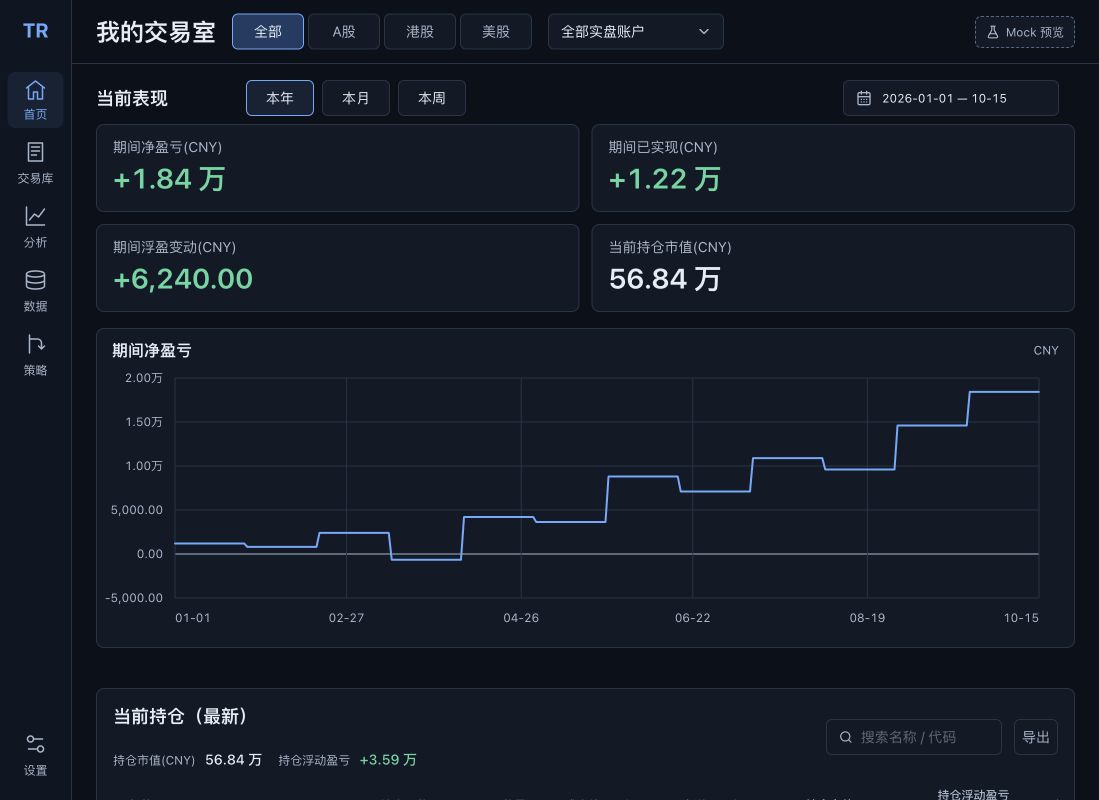 TR
我的交易室
全部 A股 港股 美股 全部实盘账户 Mock 预览
首页
交易库
分析
数据
策略
设置
当前表现 本年 本月 本周 2026-01-01 — 10-15
期间净盈亏(CNY)
+1.84 万
期间已实现(CNY)
+1.22 万
期间浮盈变动(CNY)
+6,240.00
当前持仓市值(CNY)
56.84 万
期间净盈亏 CNY
2.00万
1.50万
1.00万
5,000.00
0.00
-5,000.00
01-01 02-27 04-26 06-22 08-19 10-15
当前持仓（最新）
搜索名称 / 代码 导出
持仓市值(CNY) 56.84 万 持仓浮动盈亏 +3.59 万
持仓浮动盈亏